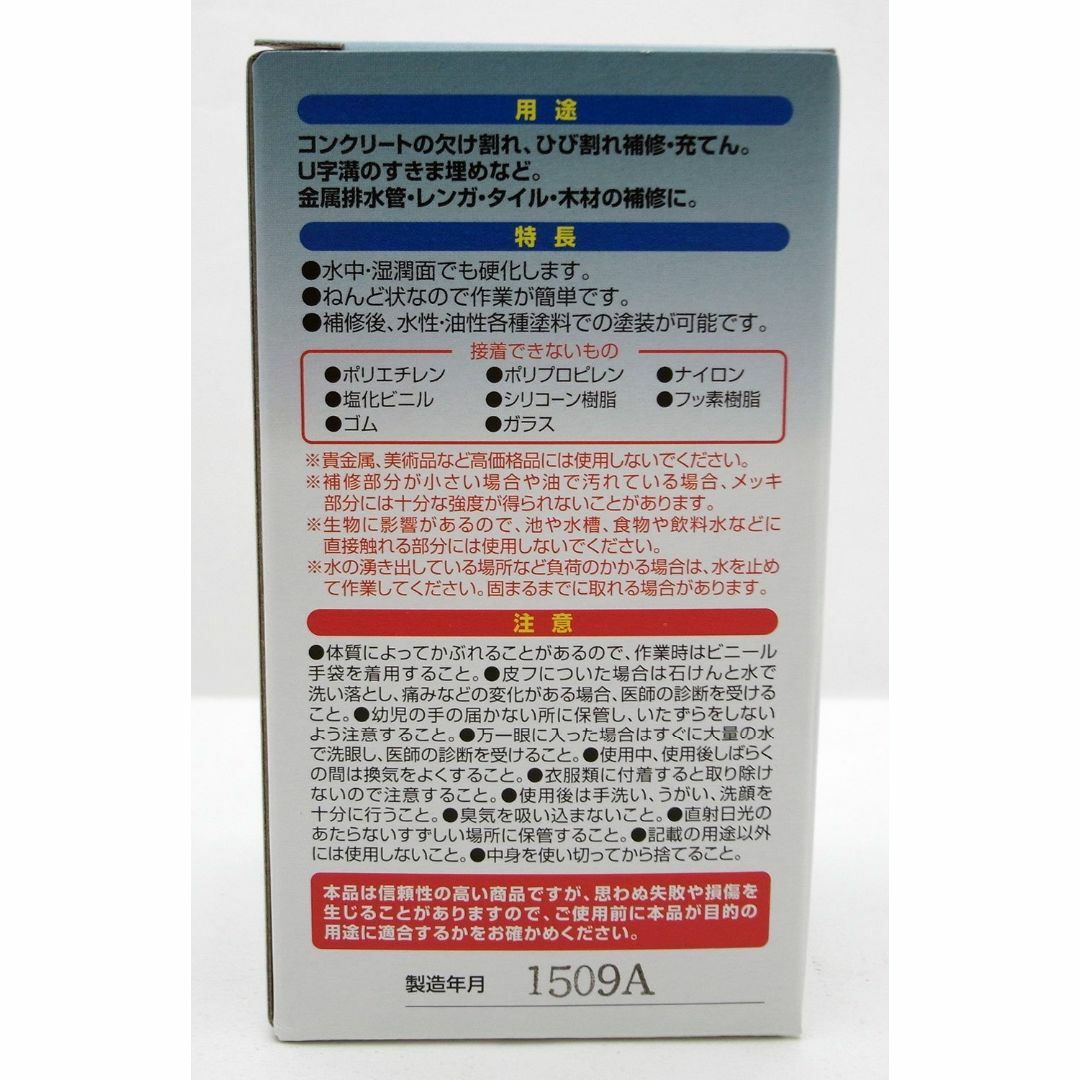 用途
コンクリートの欠け割れ、ひび割れ補修・充てん。
U字溝のすきま埋めなど。
金属排水管・レンガ・タイル・木材の補修に。
特長
●水中・湿潤面でも硬化します。
●ねんど状なので作業が簡単です。
●補修後、水性・油性各種塗料での塗装が可能です。
接着できないもの
●ポリエチレン ●ポリプロピレン ●ナイロン
●塩化ビニル ●シリコーン樹脂 ●フッ素樹脂
●ゴム ●ガラス
※貴金属、美術品など高価格品には使用しないでください。
※補修部分が小さい場合や油で汚れている場合、メッキ
部分には十分な強度が得られないことがあります。
※生物に影響があるので、池や水槽、食物や飲料水などに
直接触れる部分には使用しないでください。
※水の湧き出している場所など負荷のかかる場合は、水を止め
て作業してください。固まるまでに取れる場合があります。
注意
●体質によってかぶれることがあるので、作業時はビニール
手袋を着用すること。●皮フについた場合は石けんと水で
洗い落とし、痛みなどの変化がある場合、医師の診断を受ける
こと。●幼児の手の届かない所に保管し、いたずらをしない
よう注意すること。●万一眼に入った場合はすぐに大量の水
で洗眼し、医師の診断を受けること。●使用中、使用後しばらく
の間は換気をよくすること。●衣服類に付着すると取り除け
ないので注意すること。●使用後は手洗い、うがい、洗顔を
十分に行うこと。●臭気を吸い込まないこと。●直射日光の
あたらないすずしい場所に保管すること。●記載の用途以外
には使用しないこと。●中身を使い切ってから捨てること。
本品は信頼性の高い商品ですが、思わぬ失敗や損傷を
生じることがありますので、ご使用前に本品が目的の
用途に適合するかをお確かめください。
製造年月 1509A